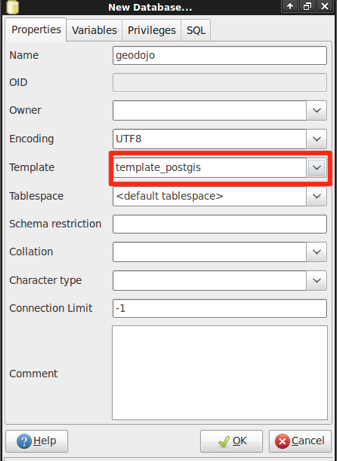 New Database...
Properties Variables Privileges SQL
Name geodojo
OID
Owner
Encoding UTF8
Template template_postgis
Tablespace <default tablespace>
Schema restriction
Collation
Character type
Connection Limit -1
Comment
Help OK Cancel